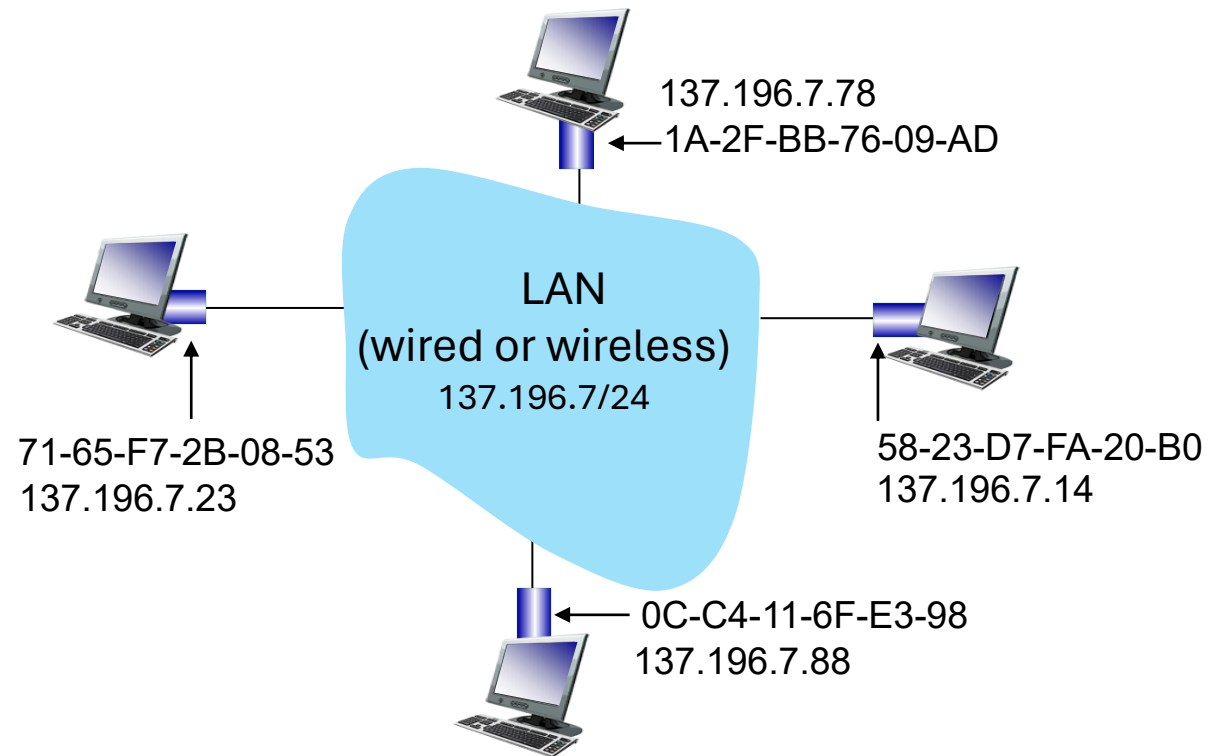 137.196.7.78
1A-2F-BB-76-09-AD
LAN
(wired or wireless)
137.196.7/24
71-65-F7-2B-08-53
137.196.7.23
58-23-D7-FA-20-B0
137.196.7.14
0C-C4-11-6F-E3-98
137.196.7.88